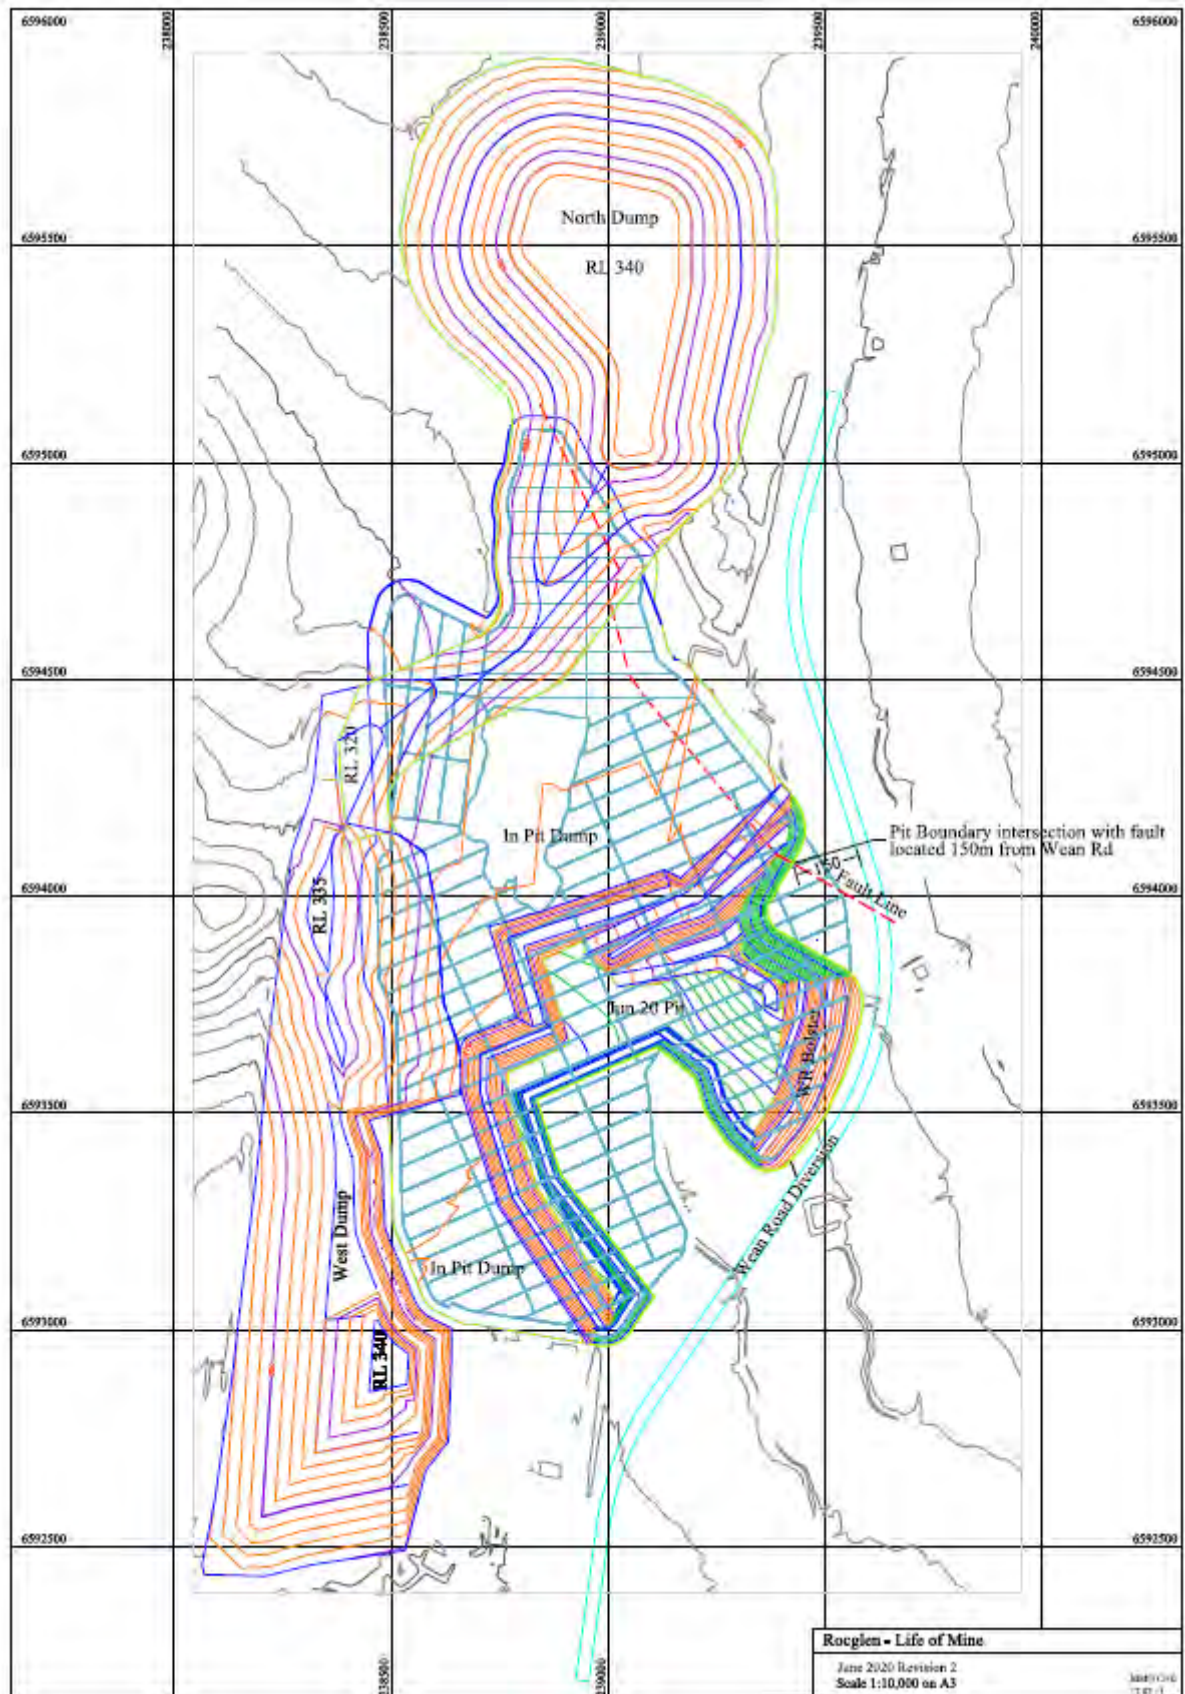 6596000
238000
238500
239000
239500
240000
6596000
North Dump
6595500
6595500
RL 340
6595000
6595000
6594500
6594500
RL 320
In Pit Dump
Pit Boundary intersection with fault
located 150m from Wean Rd
150
Fault Line
RL 335
6594000
6594000
Jun 20 Pit
WR Bolster
6593500
6593500
Wean Road Diversion
West Dump
In Pit Dump
6593000
6593000
RL 340
6592500
6592500
238500
239000
Rocglen - Life of Mine
June 2020 Revision 2
Scale 1:10,000 on A3